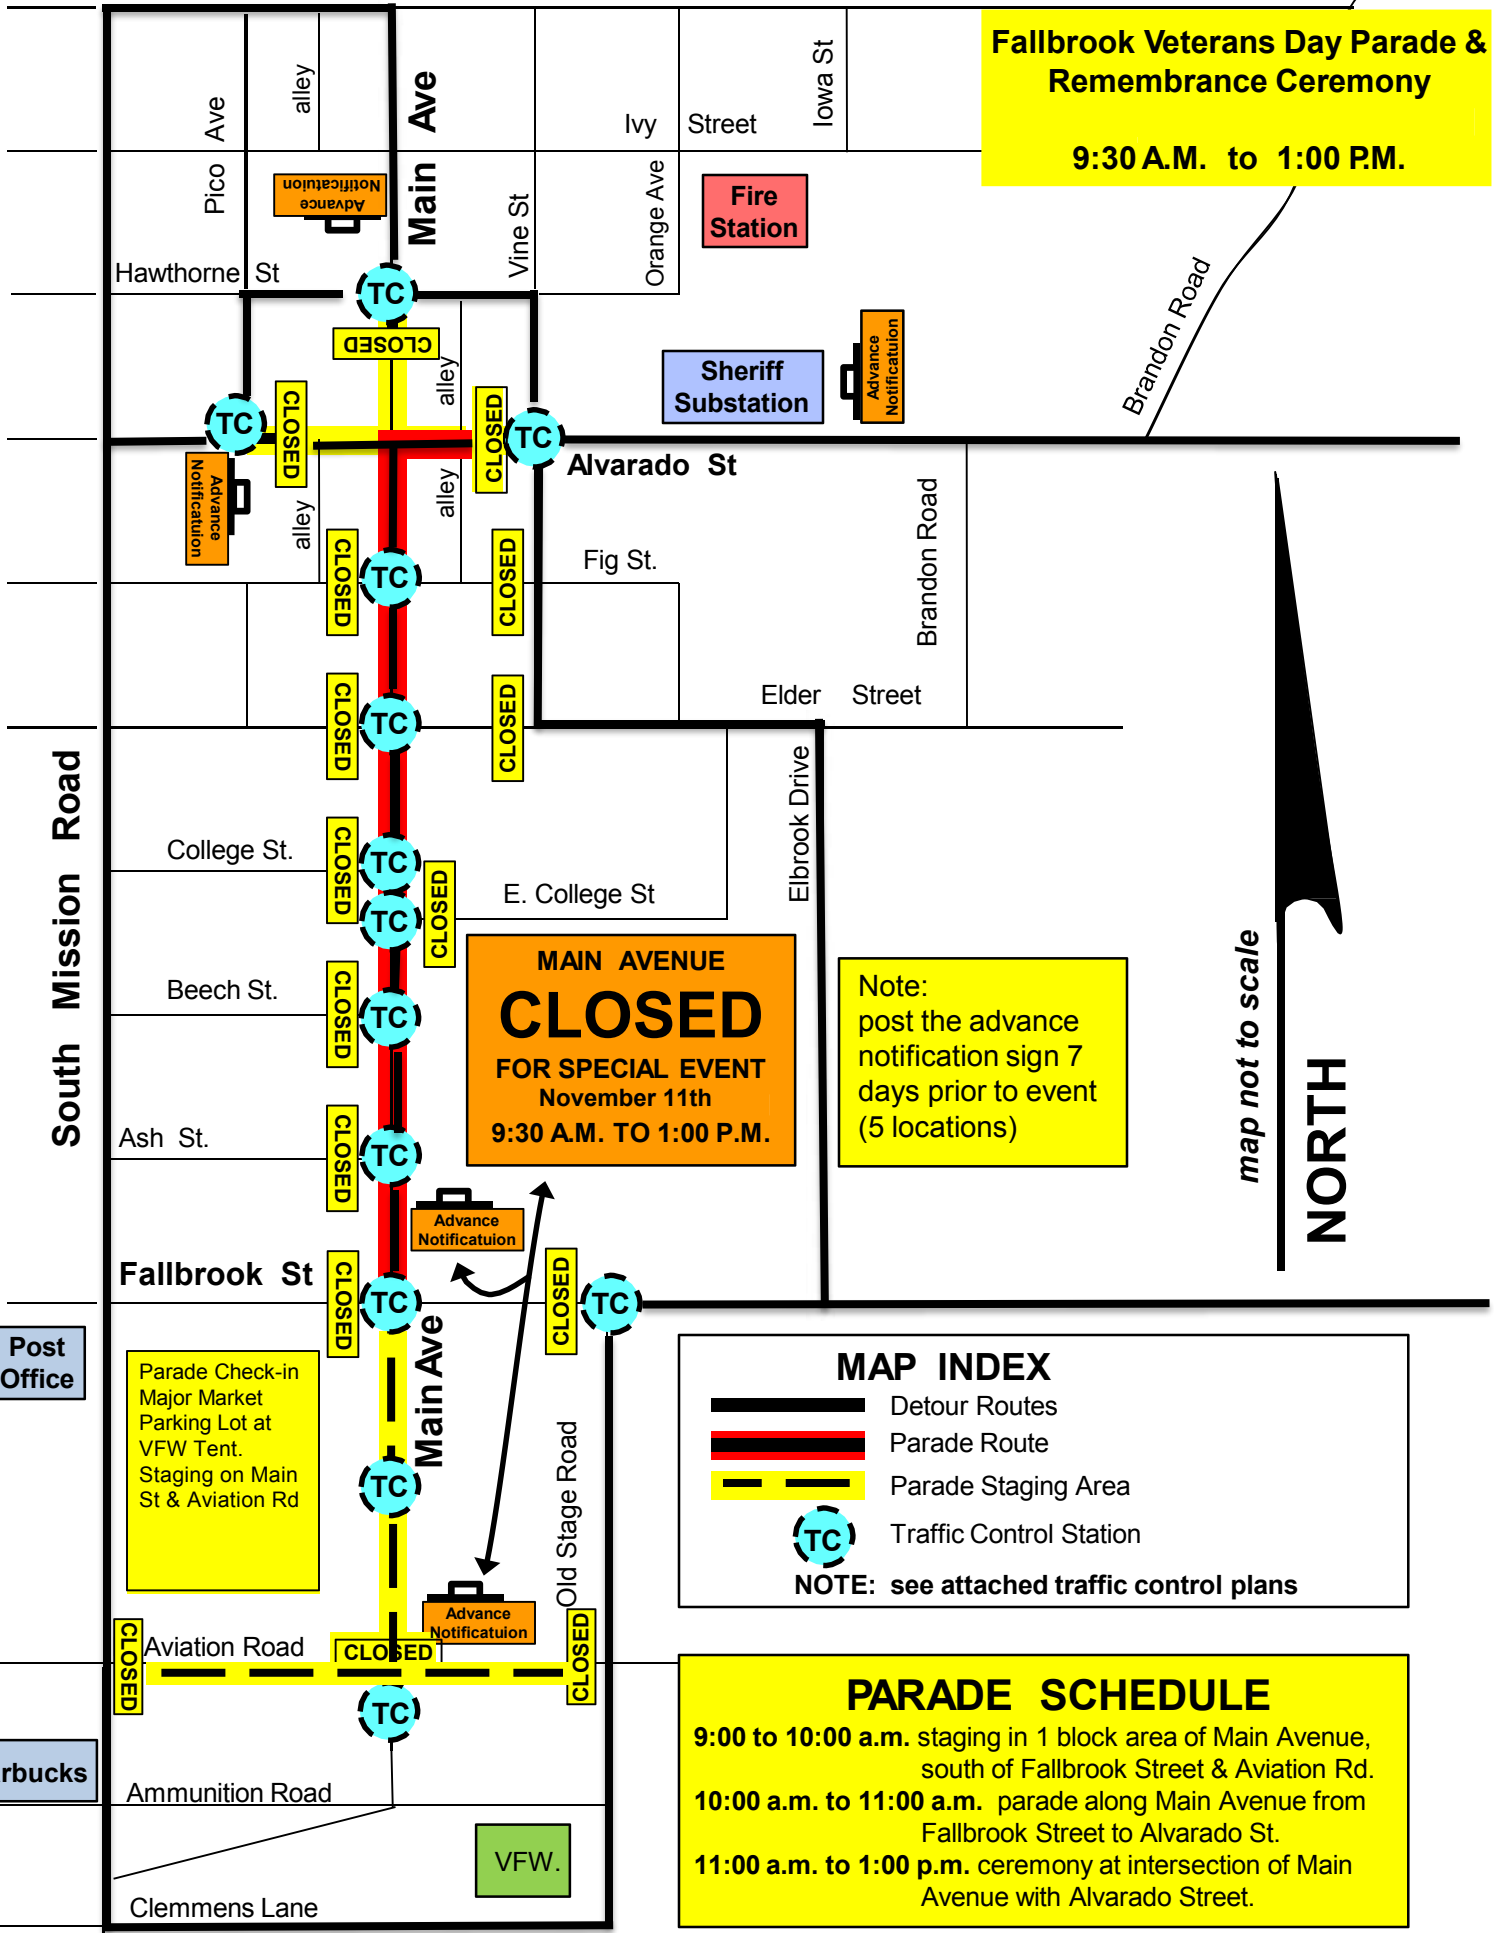 Fallbrook Veterans Day Parade &
Remembrance Ceremony
9:30 A.M. to 1:00 P.M.
Pico Ave
alley
Main Ave
Vine St
Ivy Street
Orange Ave
Iowa St
Advance
Notificatuion
Fire
Station
Hawthorne St
TC
CLOSED
alley
Sheriff
Substation
Advance
Notificatuion
Brandon Road
TC
CLOSED
CLOSED
TC
Alvarado St
Advance
Notificatuion
alley
alley
CLOSED
TC
CLOSED
Fig St.
Brandon Road
CLOSED
TC
CLOSED
Elder Street
South Mission Road
College St.
CLOSED
TC
TC
CLOSED
E. College St
Elbrook Drive
Beech St.
CLOSED
TC
MAIN AVENUE
CLOSED
FOR SPECIAL EVENT
November 11th
9:30 A.M. TO 1:00 P.M.
Note:
post the advance
notification sign 7
days prior to event
(5 locations)
map not to scale
NORTH
Ash St.
CLOSED
TC
Advance
Notificatuion
Fallbrook St
CLOSED
TC
CLOSED
TC
Main Ave
Post
Office
Parade Check-in
Major Market
Parking Lot at
VFW Tent.
Staging on Main
St & Aviation Rd
TC
Old Stage Road
MAP INDEX
Detour Routes
Parade Route
Parade Staging Area
TC
Traffic Control Station
NOTE: see attached traffic control plans
Advance
Notificatuion
CLOSED
Aviation Road
CLOSED
CLOSED
TC
rbucks
Ammunition Road
VFW.
Clemmens Lane
PARADE SCHEDULE
9:00 to 10:00 a.m. staging in 1 block area of Main Avenue,
south of Fallbrook Street & Aviation Rd.
10:00 a.m. to 11:00 a.m. parade along Main Avenue from
Fallbrook Street to Alvarado St.
11:00 a.m. to 1:00 p.m. ceremony at intersection of Main
Avenue with Alvarado Street.